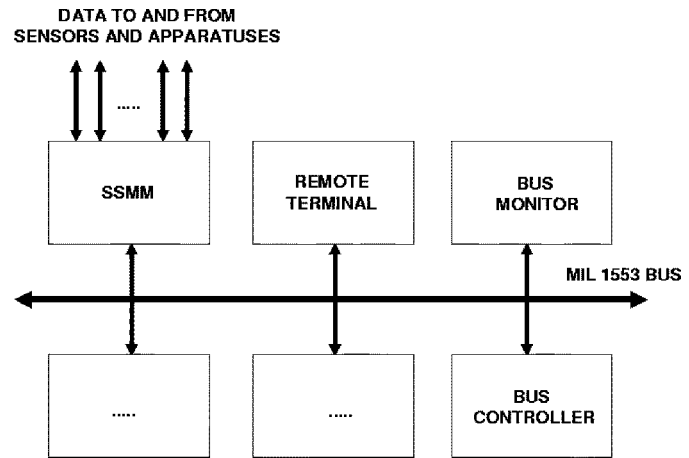 DATA TO AND FROM
SENSORS AND APPARATUSES
.....
SSMM
REMOTE
TERMINAL
BUS
MONITOR
MIL 1553 BUS
.....
.....
BUS
CONTROLLER